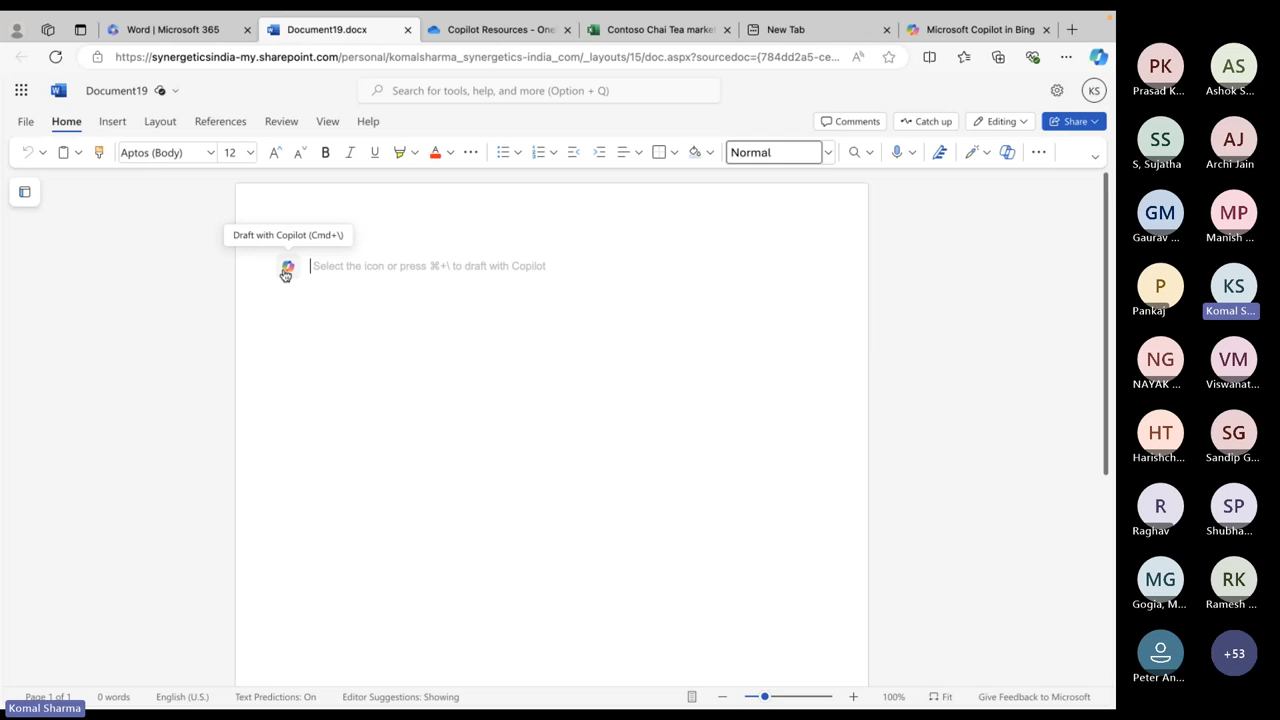 Word | Microsoft 365
Document19.docx
Copilot Resources - One
Contoso Chai Tea marke
New Tab
Microsoft Copilot in Bing
https://synergeticsindia-my.sharepoint.com/personal/komalsharma_synergetics-india_com/_layouts/15/doc.aspx?sourcedoc={784dd2a5-ce...
Document19
Search for tools, help, and more (Option + Q)
KS
File Home Insert Layout References Review View Help
Comments Catch up Editing Share
Aptos (Body) 12 B I U A Normal
Draft with Copilot (Cmd+\)
Select the icon or press ⌘+\ to draft with Copilot
Page 1 of 1 0 words English (U.S.) Text Predictions: On Editor Suggestions: Showing 100% Fit Give Feedback to Microsoft
Komal Sharma
PK AS
Prasad K... Ashok S...
SS AJ
S, Sujatha Archi Jain
GM MP
Gaurav ... Manish ...
P KS
Pankaj Komal S...
NG VM
NAYAK ... Viswanat...
HT SG
Harishch... Sandip G...
R SP
Raghav Shubha...
MG RK
Gogia, M... Ramesh ...
+53
Peter An...